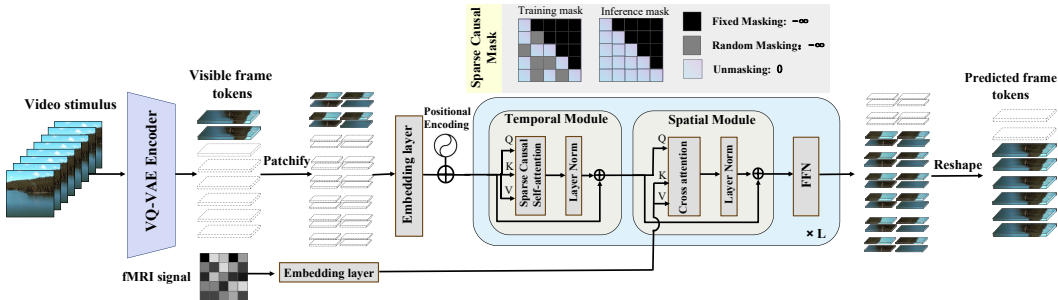 Sparse Causal
Mask
Training mask
Inference mask
Fixed Masking: -∞
Random Masking: -∞
Unmasking: 0
Video stimulus
VQ-VAE Encoder
Visible frame
tokens
Patchify
Embedding layer
Positional
Encoding
Temporal Module
Q
K
V
Sparse Causal
Self-attention
Layer Norm
Spatial Module
Q
K
V
Cross attention
Layer Norm
FFN
× L
Reshape
Predicted frame
tokens
fMRI signal
Embedding layer